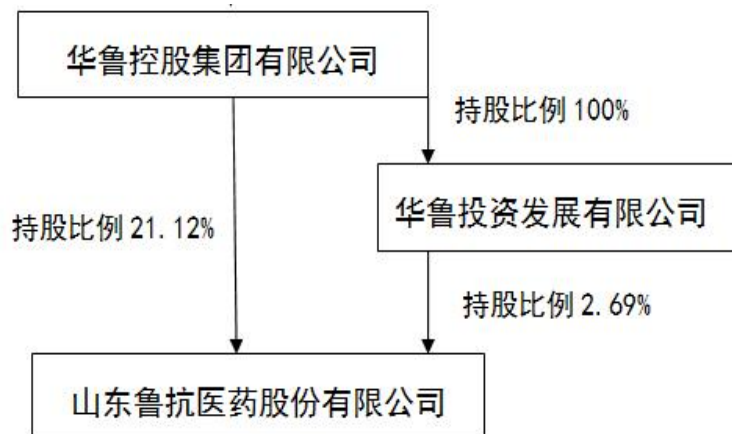 华鲁控股集团有限公司
持股比例 100%
华鲁投资发展有限公司
持股比例 21.12%
持股比例 2.69%
山东鲁抗医药股份有限公司